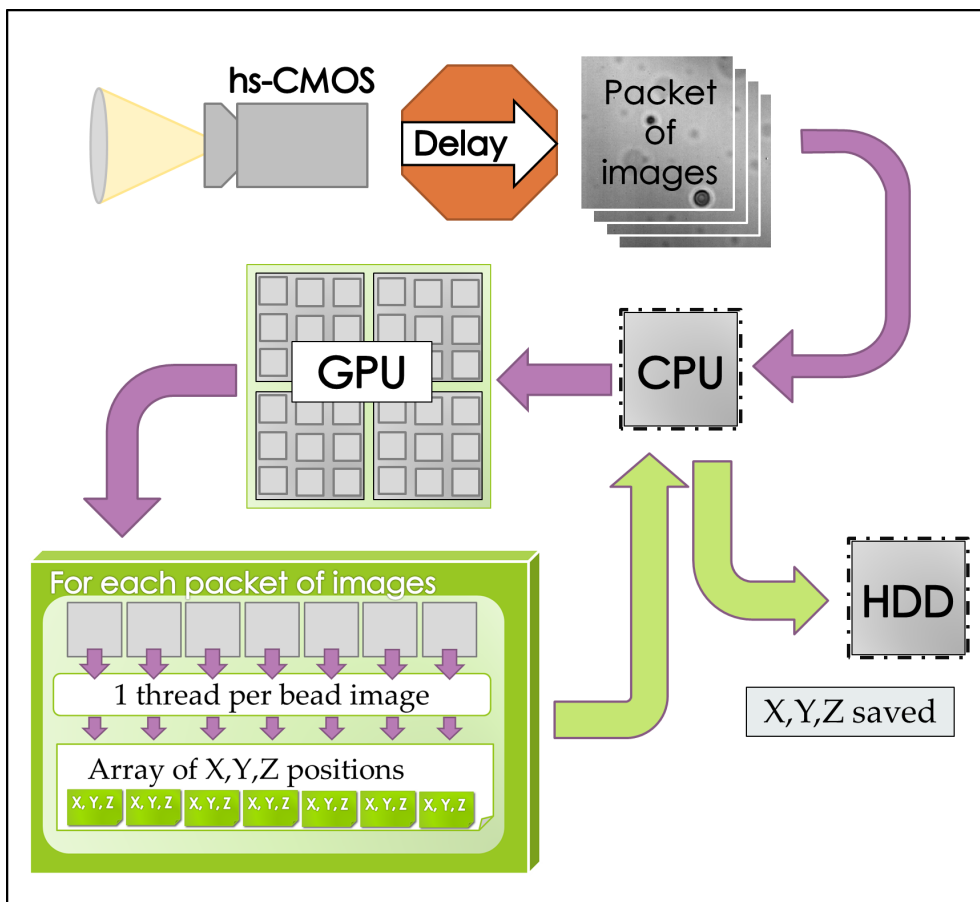 hs-CMOS
Delay
Packet
of
images
GPU
CPU
For each packet of images
1 thread per bead image
Array of X,Y,Z positions
X, Y, Z X, Y, Z X, Y, Z X, Y, Z X, Y, Z X, Y, Z X, Y, Z
HDD
X,Y,Z saved